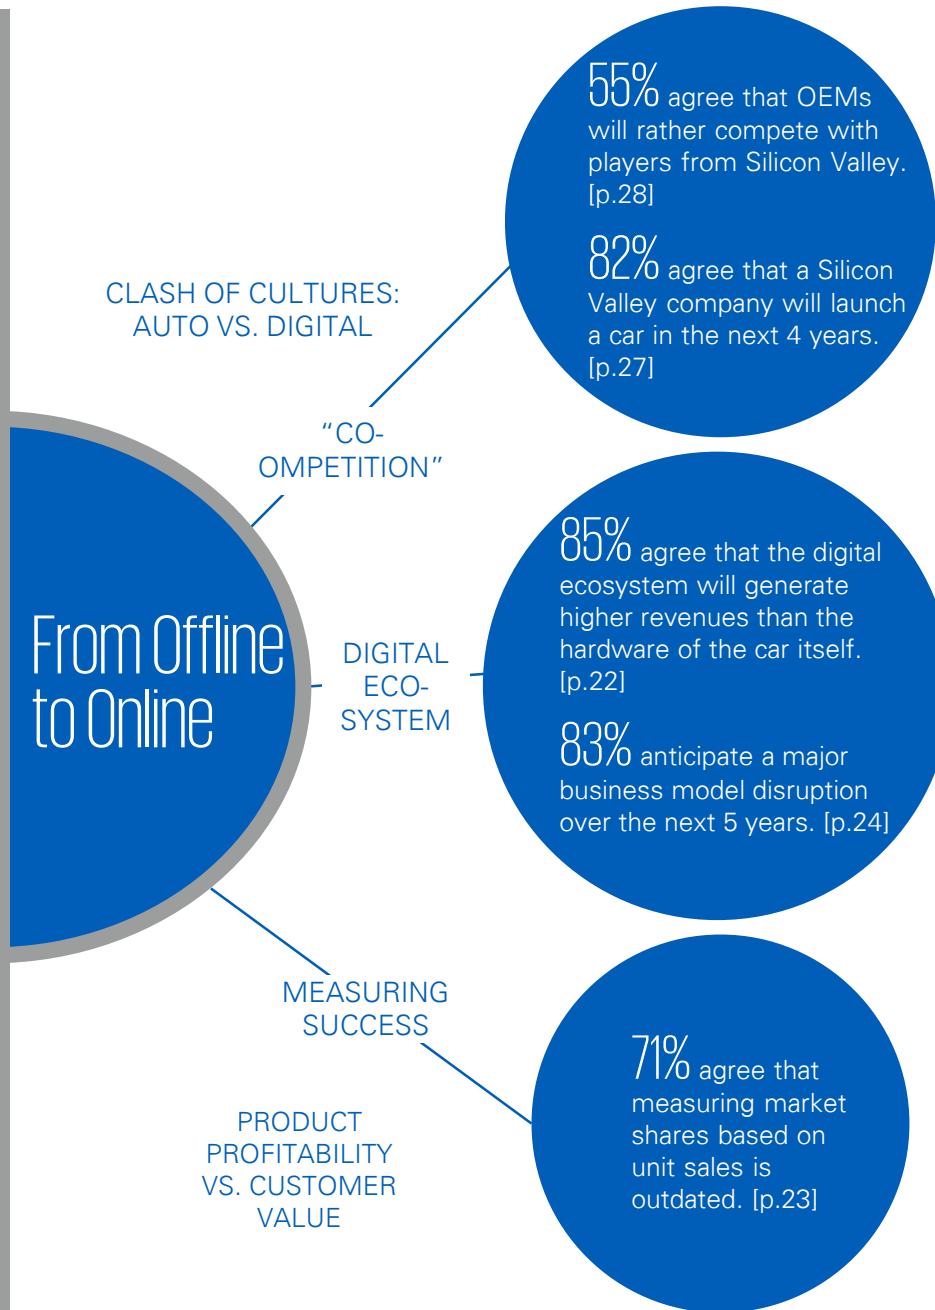 55% agree that OEMs
will rather compete with
players from Silicon Valley.
[p.28]
82% agree that a Silicon
Valley company will launch
a car in the next 4 years.
[p.27]
CLASH OF CULTURES:
AUTO VS. DIGITAL
“CO-
OMPETITION”
From Offline
to Online
DIGITAL
ECO-
SYSTEM
85% agree that the digital
ecosystem will generate
higher revenues than the
hardware of the car itself.
[p.22]
83% anticipate a major
business model disruption
over the next 5 years. [p.24]
MEASURING
SUCCESS
PRODUCT
PROFITABILITY
VS. CUSTOMER
VALUE
71% agree that
measuring market
shares based on
unit sales is
outdated. [p.23]